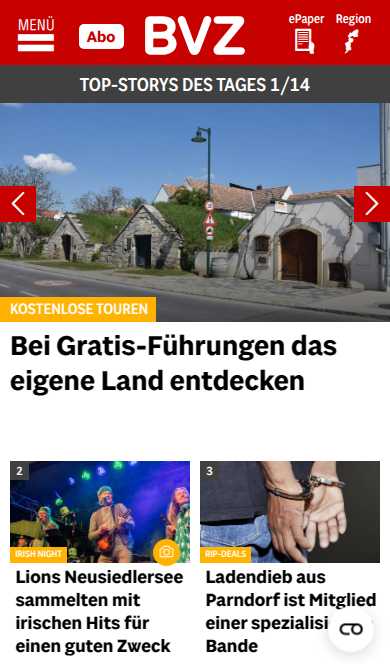 MENÜ
Abo
BVZ
ePaper
Region
TOP-STORYS DES TAGES 1/14
KOSTENLOSE TOUREN
Bei Gratis-Führungen das
eigene Land entdecken
2
IRISH NIGHT
Lions Neusiedlersee
sammelten mit
irischen Hits für
einen guten Zweck
3
RIP-DEALS
Ladendieb aus
Parndorf ist Mitglied
einer
Bande